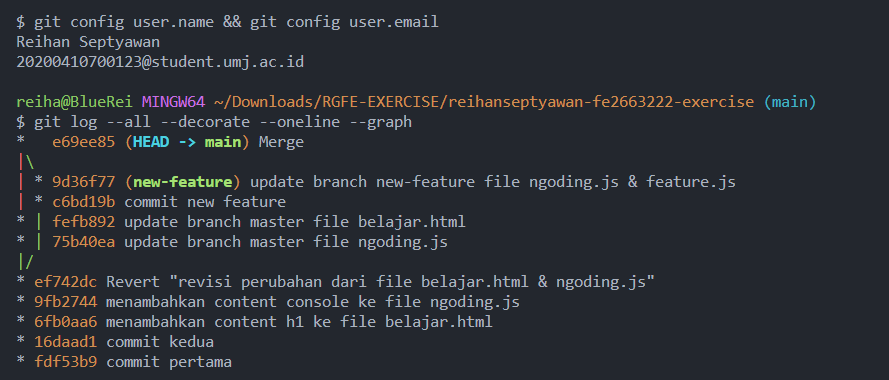 $ git config user.name && git config user.email
Reihan Septyawan
20200410700123@student.umj.ac.id
reiha@BlueRei MINGW64 ~/Downloads/RGFE-EXERCISE/reihanseptyawan-fe2663222-exercise (main)
$ git log --all --decorate --oneline --graph
*   e69ee85 (HEAD -> main) Merge
|\
| * 9d36f77 (new-feature) update branch new-feature file ngoding.js & feature.js
| * c6bd19b commit new feature
* | fefb892 update branch master file belajar.html
* | 75b40ea update branch master file ngoding.js
|/
* ef742dc Revert "revisi perubahan dari file belajar.html & ngoding.js"
* 9fb2744 menambahkan content console ke file ngoding.js
* 6fb0aa6 menambahkan content h1 ke file belajar.html
* 16daad1 commit kedua
* fdf53b9 commit pertama